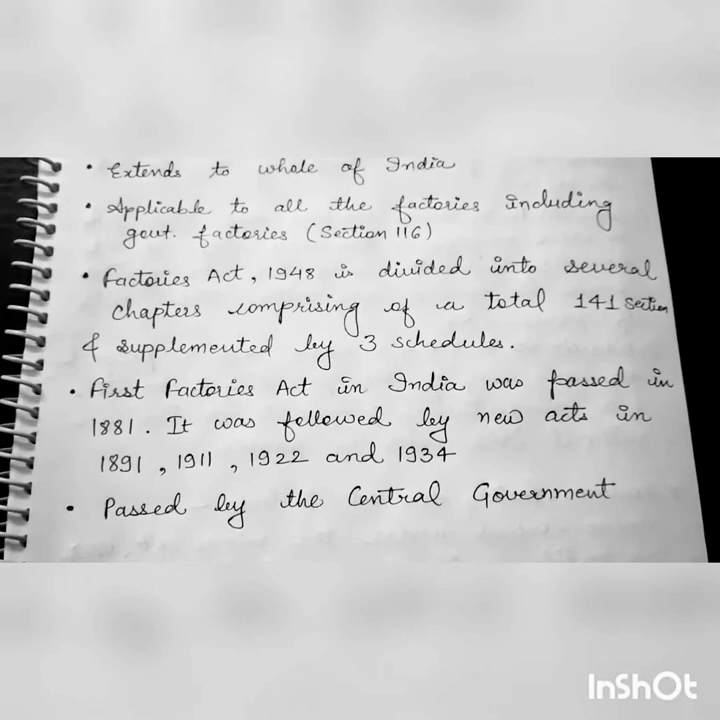 • Extends to whole of India
• Applicable to all the factories including
govt. factories (Section 116)
• Factories Act, 1948 is divided into several
chapters comprising of a total 141 section
& supplemented by 3 schedules.
• First Factories Act in India was passed in
1881. It was followed by new acts in
1891, 1911, 1922 and 1934
• Passed by the Central Government
InShOt